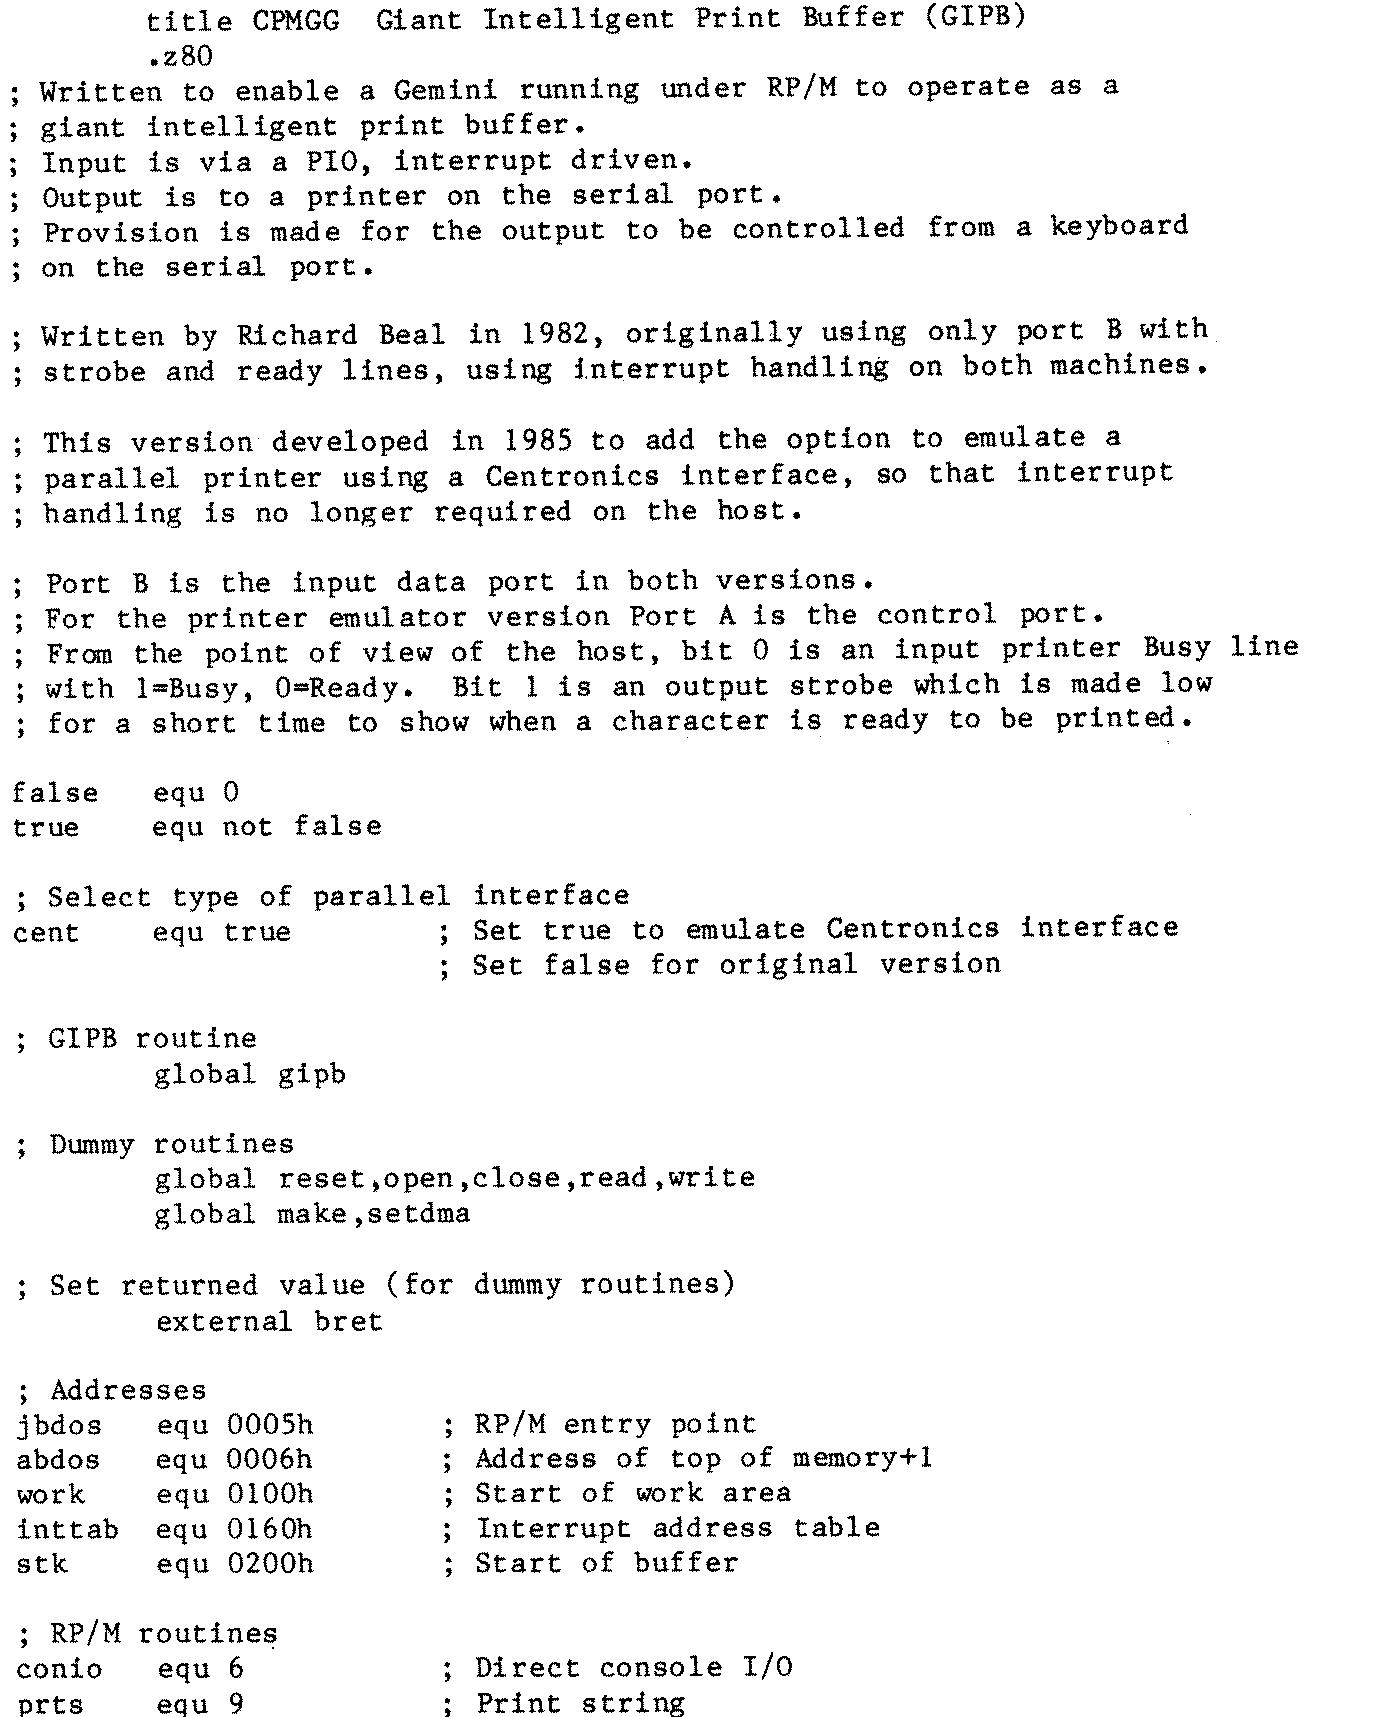 title CPMGG  Giant Intelligent Print Buffer (GIPB)
.z80
; Written to enable a Gemini running under RP/M to operate as a
; giant intelligent print buffer.
; Input is via a PIO, interrupt driven.
; Output is to a printer on the serial port.
; Provision is made for the output to be controlled from a keyboard
; on the serial port.

; Written by Richard Beal in 1982, originally using only port B with
; strobe and ready lines, using interrupt handling on both machines.

; This version developed in 1985 to add the option to emulate a
; parallel printer using a Centronics interface, so that interrupt
; handling is no longer required on the host.

; Port B is the input data port in both versions.
; For the printer emulator version Port A is the control port.
; From the point of view of the host, bit 0 is an input printer Busy line
; with 1=Busy, 0=Ready.  Bit 1 is an output strobe which is made low
; for a short time to show when a character is ready to be printed.

false   equ 0
true    equ not false

; Select type of parallel interface
cent    equ true        ; Set true to emulate Centronics interface
                        ; Set false for original version

; GIPB routine
        global gipb

; Dummy routines
        global reset,open,close,read,write
        global make,setdma

; Set returned value (for dummy routines)
        external bret

; Addresses
jbdos   equ 0005h       ; RP/M entry point
abdos   equ 0006h       ; Address of top of memory+1
work    equ 0100h       ; Start of work area
inttab  equ 0160h       ; Interrupt address table
stk     equ 0200h       ; Start of buffer

; RP/M routines
conio   equ 6           ; Direct console I/O
prts    equ 9           ; Print string